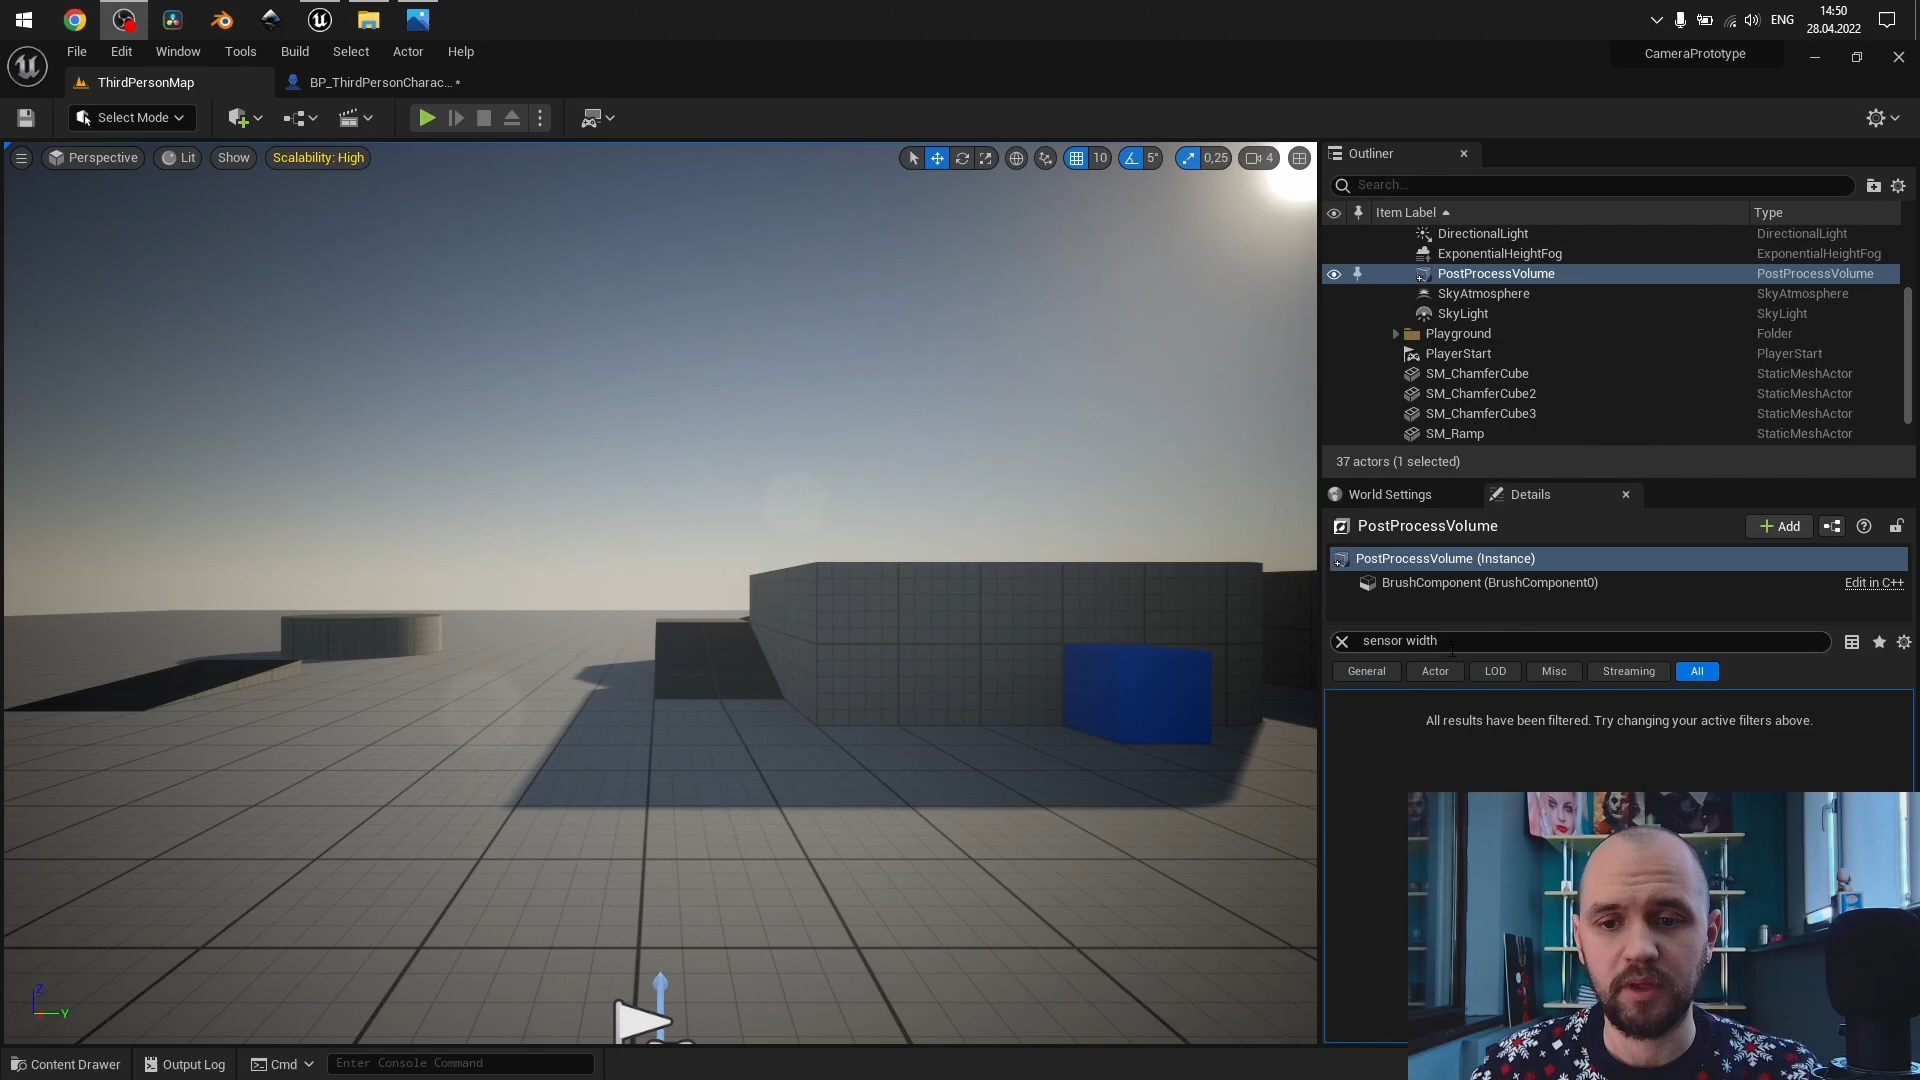 ENG
14:50
28.04.2022
File Edit Window Tools Build Select Actor Help
CameraPrototype
ThirdPersonMap
BP_ThirdPersonCharac... •
Select Mode
Perspective
Lit
Show
Scalability: High
10
5°
0,25
4
Outliner
Search...
Item Label
Type
DirectionalLight DirectionalLight
ExponentialHeightFog ExponentialHeightFog
PostProcessVolume PostProcessVolume
SkyAtmosphere SkyAtmosphere
SkyLight SkyLight
Playground Folder
PlayerStart PlayerStart
SM_ChamferCube StaticMeshActor
SM_ChamferCube2 StaticMeshActor
SM_ChamferCube3 StaticMeshActor
SM_Ramp StaticMeshActor
37 actors (1 selected)
World Settings
Details
PostProcessVolume
Add
PostProcessVolume (Instance)
BrushComponent (BrushComponent0)
Edit in C++
sensor width
General Actor LOD Misc Streaming All
All results have been filtered. Try changing your active filters above.
Z
Y
Content Drawer
Output Log
Cmd
Enter Console Command